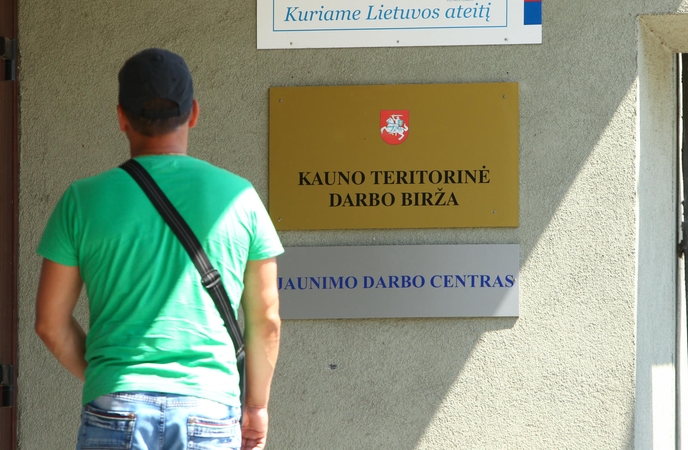 Kuriame Lietuvos ateitį
KAUNO TERITORINĖ
DARBO BIRŽA
JAUNIMO DARBO CENTRAS